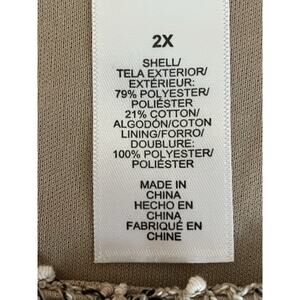 2X
SHELL/
TELA EXTERIOR/
EXTÉRIEUR:
79% POLYESTER/
POLIÉSTER
21% COTTON/
ALGODÓN/COTON
LINING/FORRO/
DOUBLURE:
100% POLYESTER/
POLIÉSTER
MADE IN
CHINA
HECHO EN
CHINA
FABRIQUÉ EN
CHINE